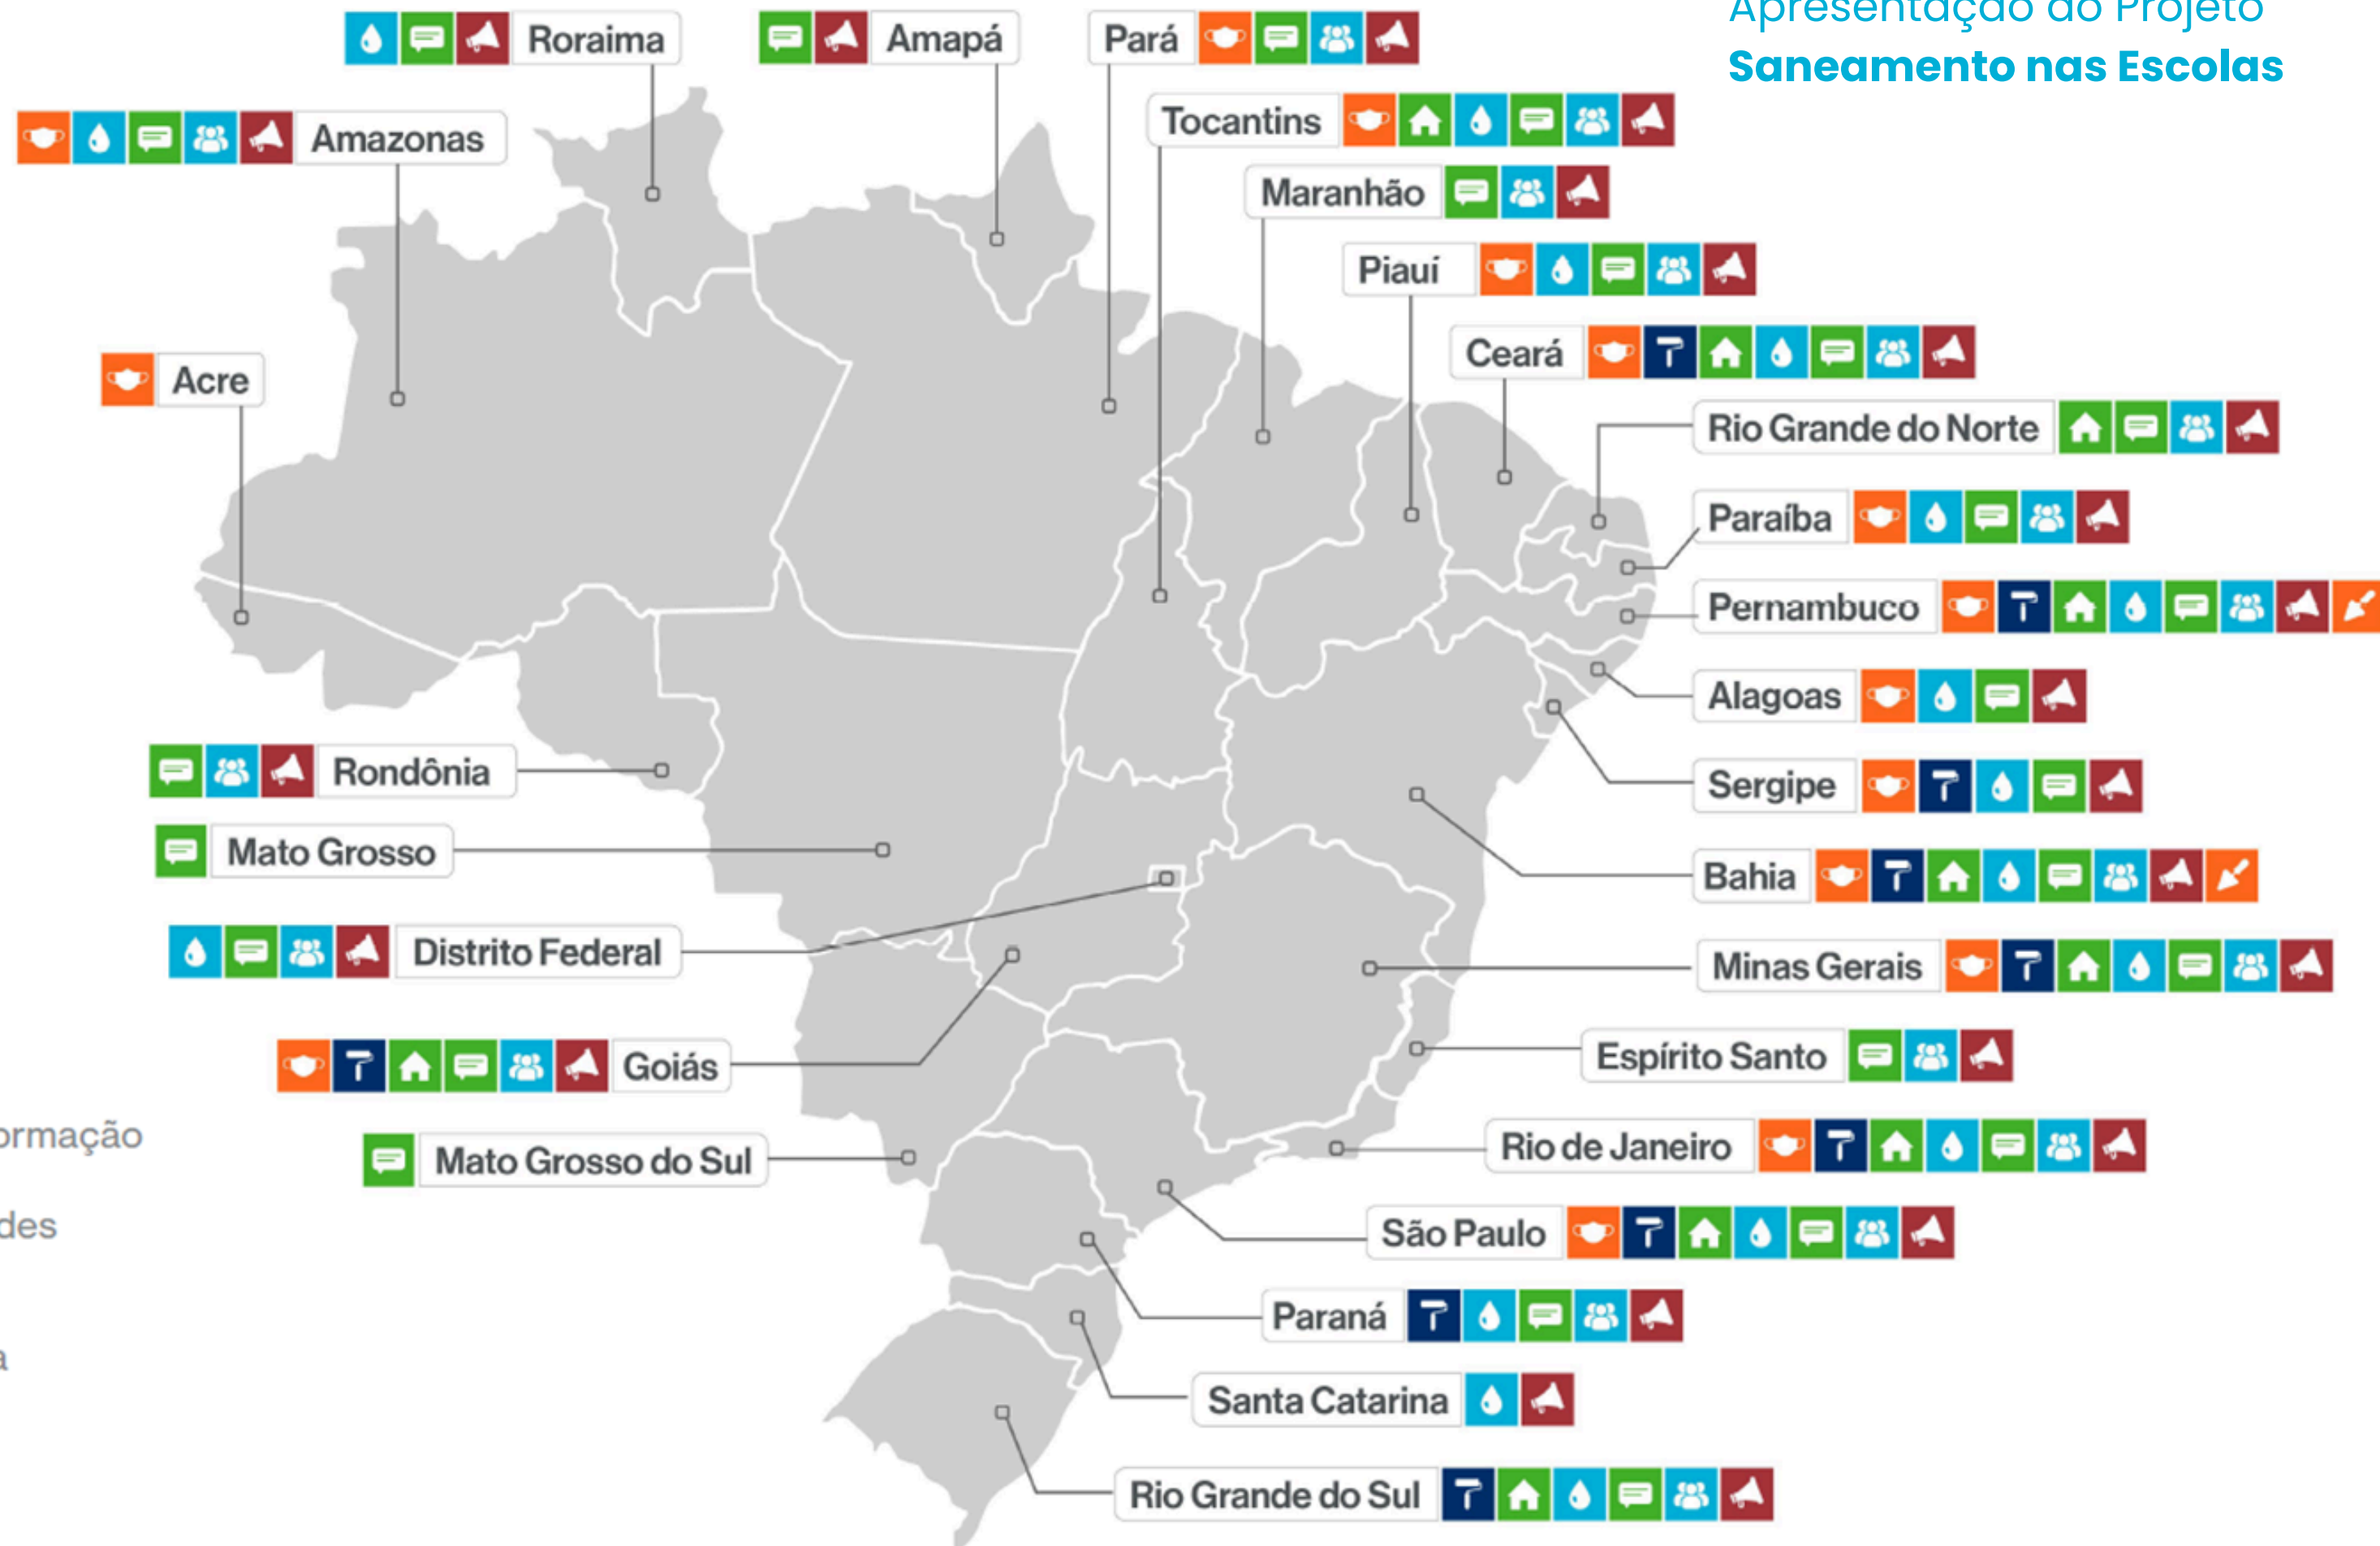 Apresentação do Projeto
Saneamento nas Escolas
Roraima
Amapá
Pará
Tocantins
Amazonas
Maranhão
Piauí
Ceará
Acre
Rio Grande do Norte
Paraíba
Pernambuco
Alagoas
Rondônia
Sergipe
Mato Grosso
Bahia
Distrito Federal
Minas Gerais
Espírito Santo
Goiás
ormação
Rio de Janeiro
Mato Grosso do Sul
des
São Paulo
Paraná
a
Santa Catarina
Rio Grande do Sul